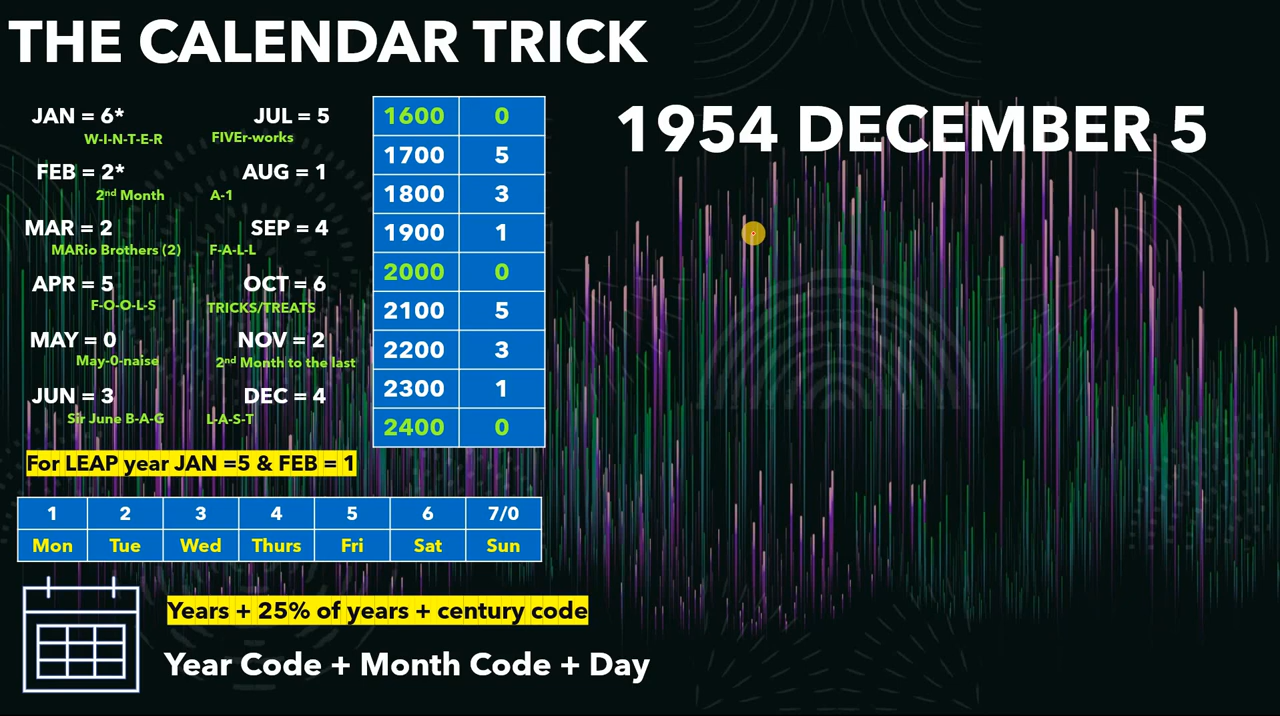 THE CALENDAR TRICK
1954 DECEMBER 5
JAN = 6*
W-I-N-T-E-R
FEB = 2*
2nd Month
MAR = 2
MARio Brothers (2)
APR = 5
F-O-O-L-S
MAY = 0
May-0-naise
JUN = 3
Sir June B-A-G
JUL = 5
FIVEr-works
AUG = 1
A-1
SEP = 4
F-A-L-L
OCT = 6
TRICKS/TREATS
NOV = 2
2nd Month to the last
DEC = 4
L-A-S-T
1600 0
1700 5
1800 3
1900 1
2000 0
2100 5
2200 3
2300 1
2400 0
For LEAP year JAN =5 & FEB = 1
1 2 3 4 5 6 7/0
Mon Tue Wed Thurs Fri Sat Sun
Years + 25% of years + century code
Year Code + Month Code + Day